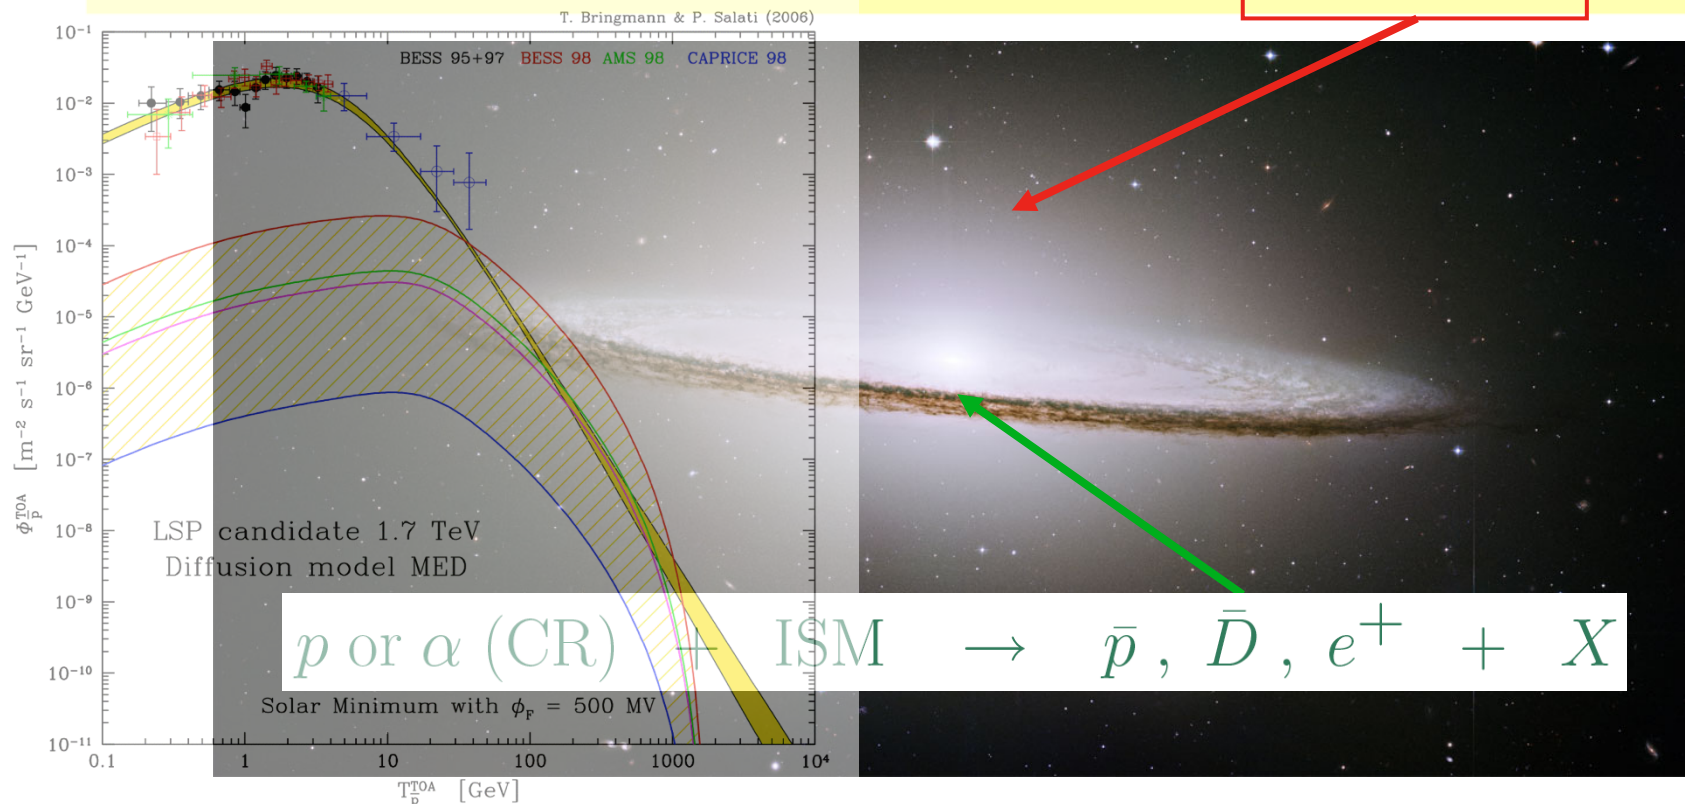 T. Bringmann & P. Salati (2006)
BESS 95+97 BESS 98 AMS 98 CAPRICE 98
10⁻¹
10⁻²
10⁻³
10⁻⁴
10⁻⁵
10⁻⁶
10⁻⁷
10⁻⁸
10⁻⁹
10⁻¹⁰
10⁻¹¹
Φ_p̄^TOA [m⁻² s⁻¹ sr⁻¹ GeV⁻¹]
LSP candidate 1.7 TeV
Diffusion model MED
p or α (CR) + ISM → p̄ , D̄ , e⁺ + X
Solar Minimum with ϕ_F = 500 MV
0.1 1 10 100 1000 10⁴
T_p̄^TOA [GeV]